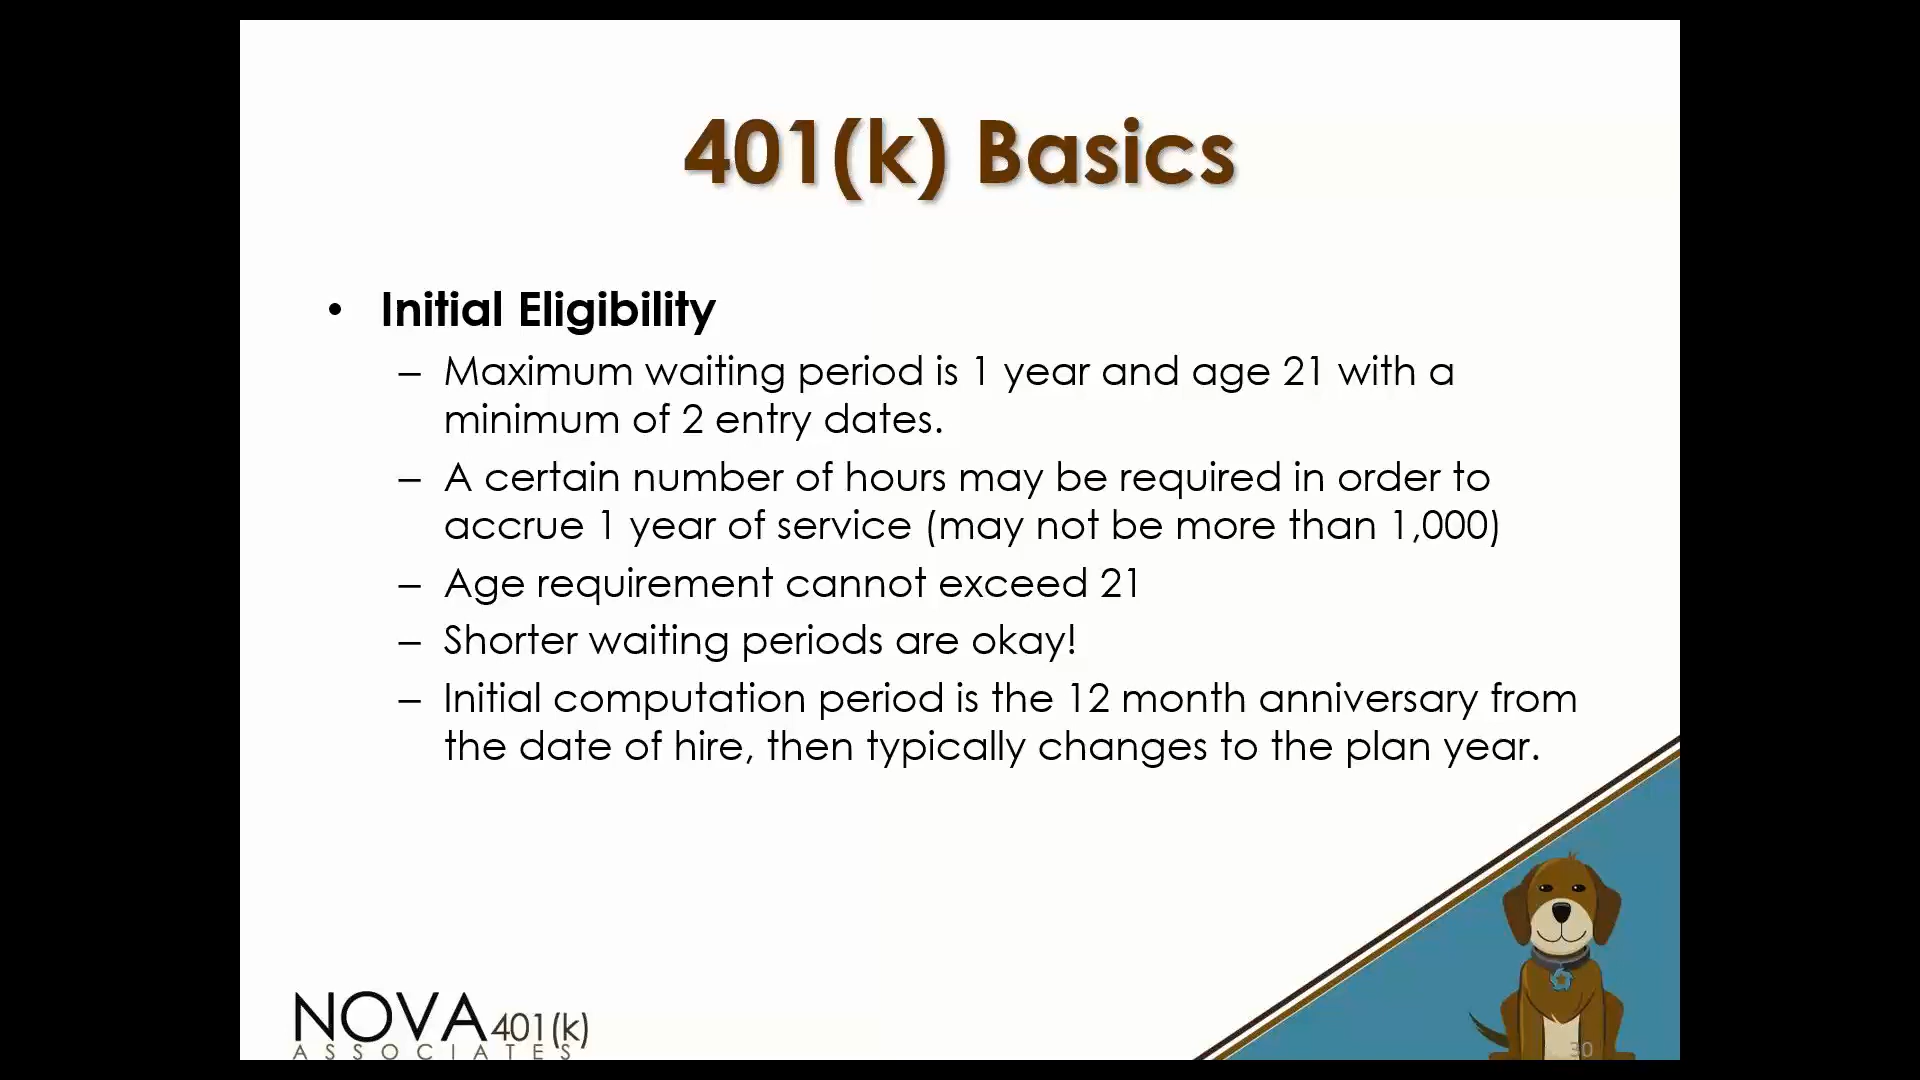 401(k) Basics
• Initial Eligibility
– Maximum waiting period is 1 year and age 21 with a
minimum of 2 entry dates.
– A certain number of hours may be required in order to
accrue 1 year of service (may not be more than 1,000)
– Age requirement cannot exceed 21
– Shorter waiting periods are okay!
– Initial computation period is the 12 month anniversary from
the date of hire, then typically changes to the plan year.
NOVA 401(k)
ASSOCIATES
30